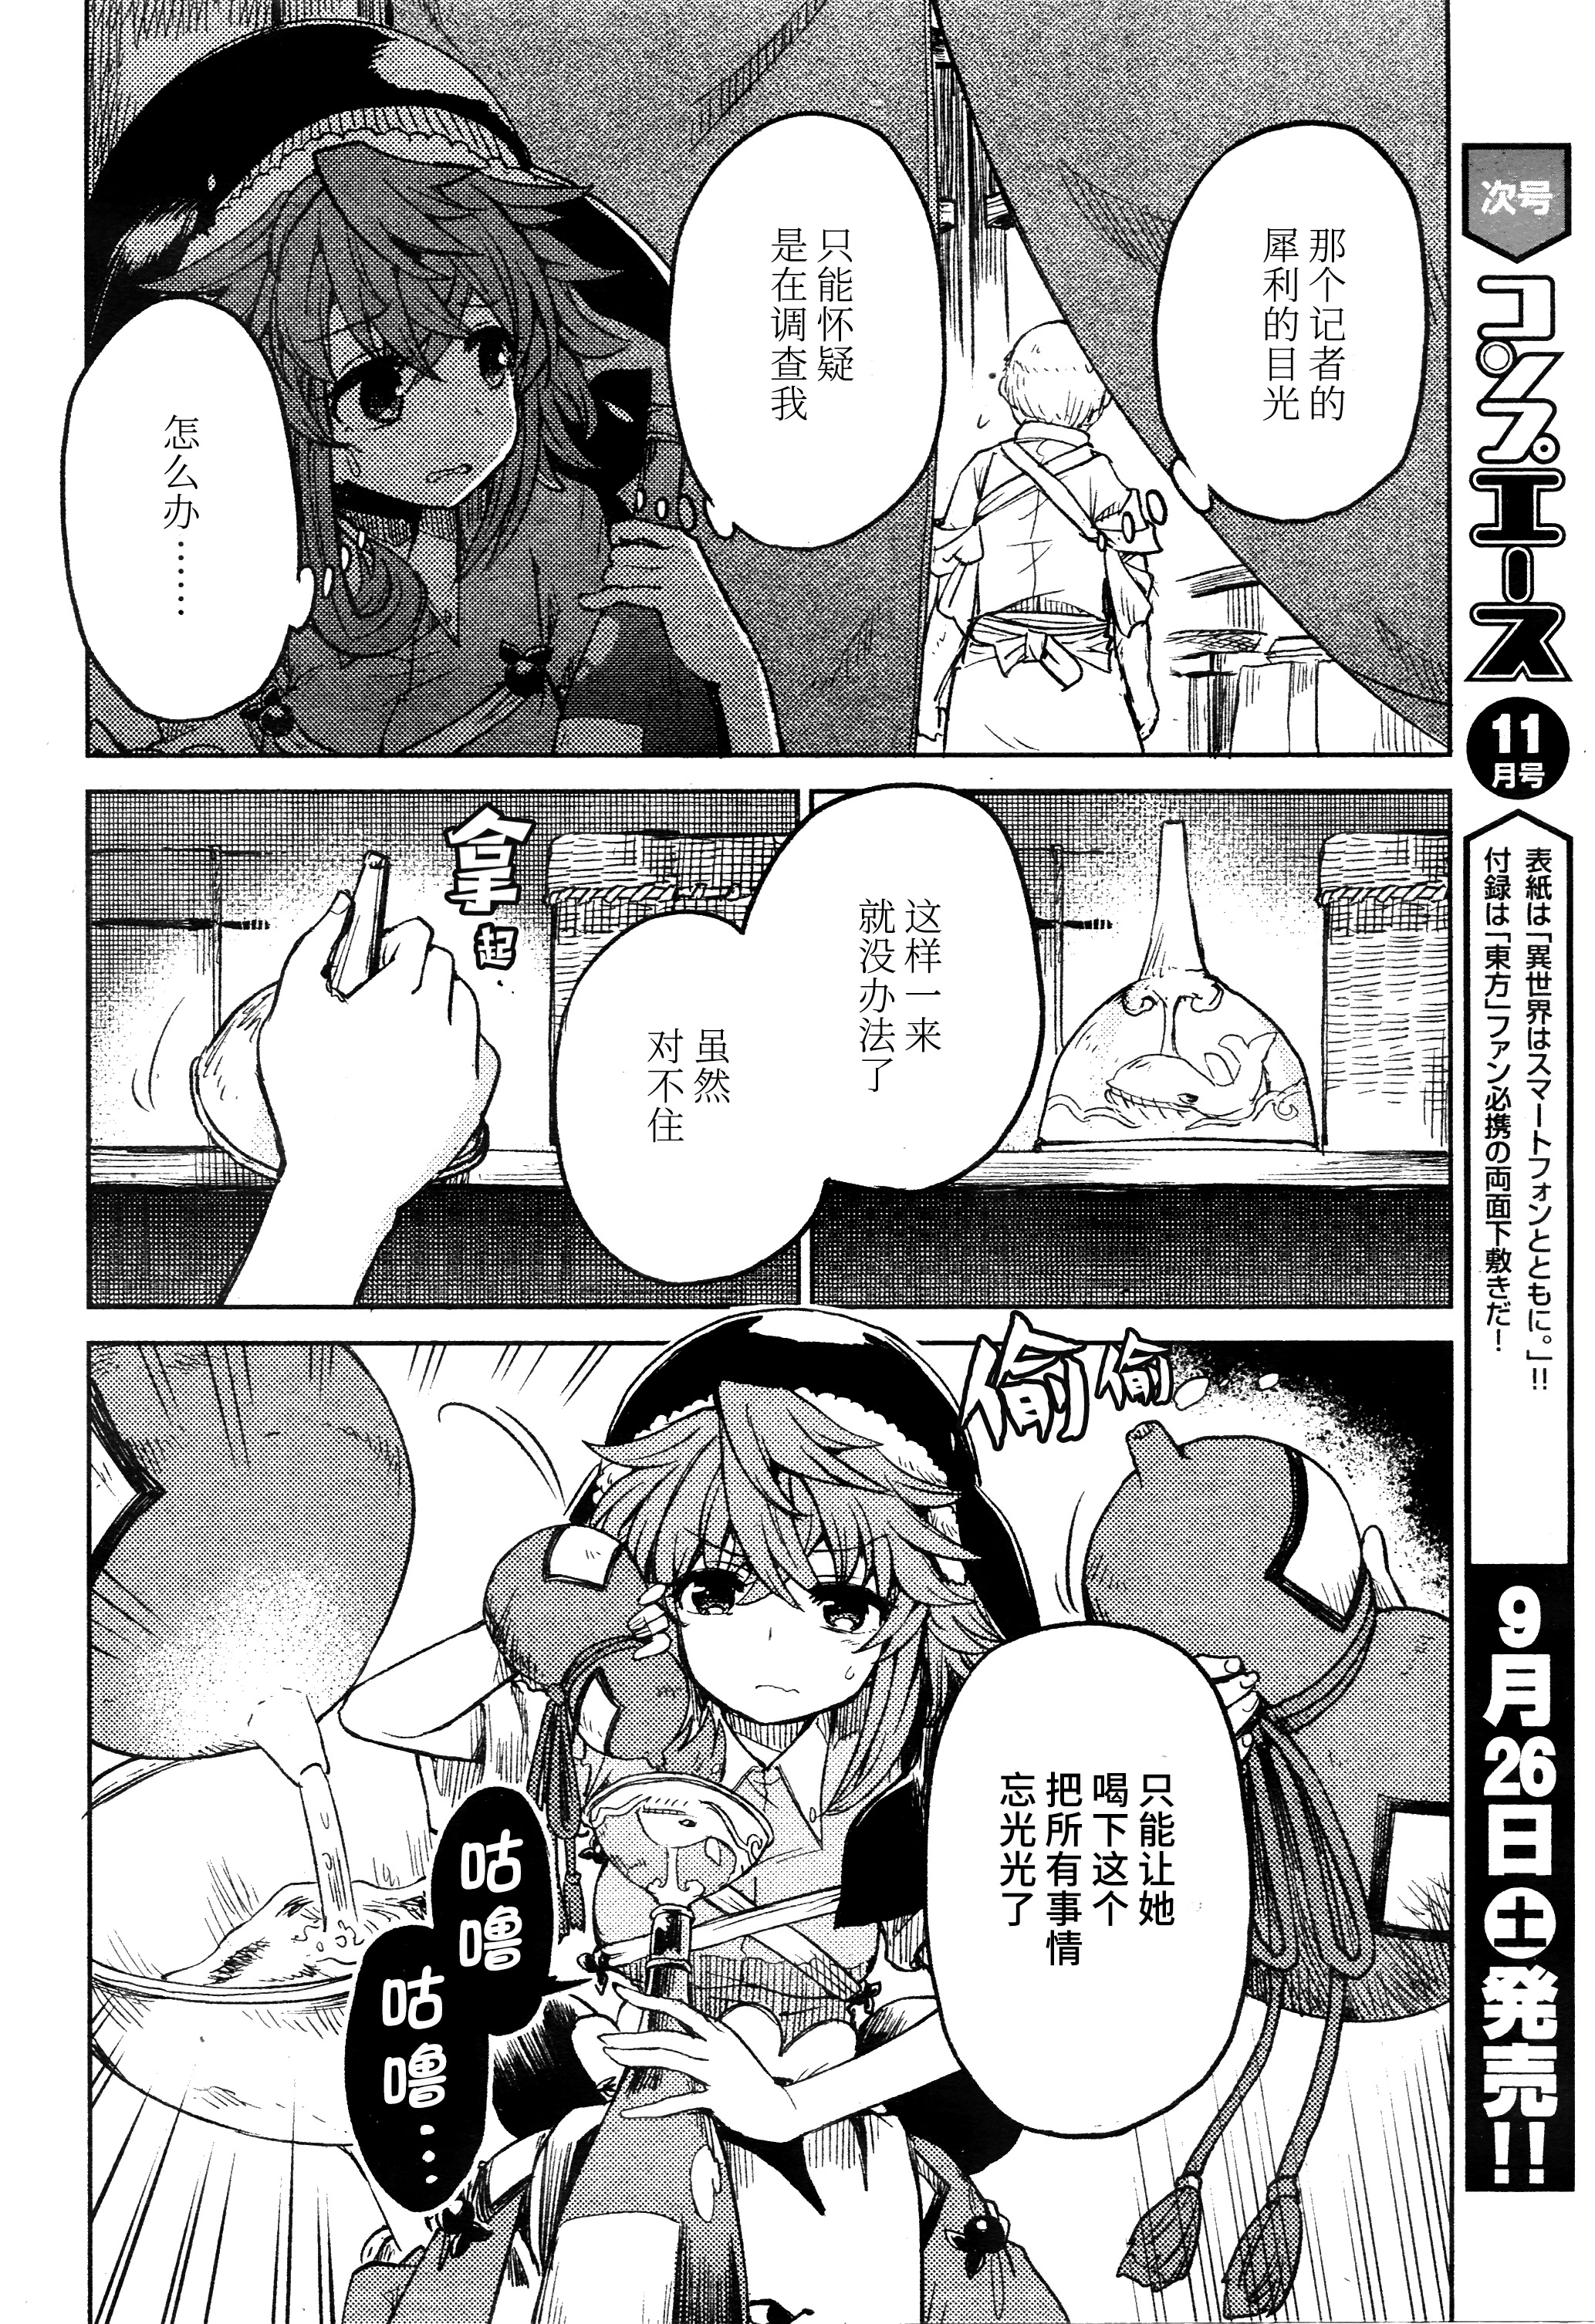 那个记者的
犀利的目光
只能怀疑
是在调查我
怎么办……
这样一来
就没办法了
虽然
对不住
拿起
偷偷
只能让她
喝下这个
把所有事情
忘光光了
咕噜
咕噜…
次号
コンプエース
11
月号
表紙は「異世界はスマートフォンとともに。」!!
付録は「東方」ファン必携の両面下敷きだ!
9月26日土発売!!